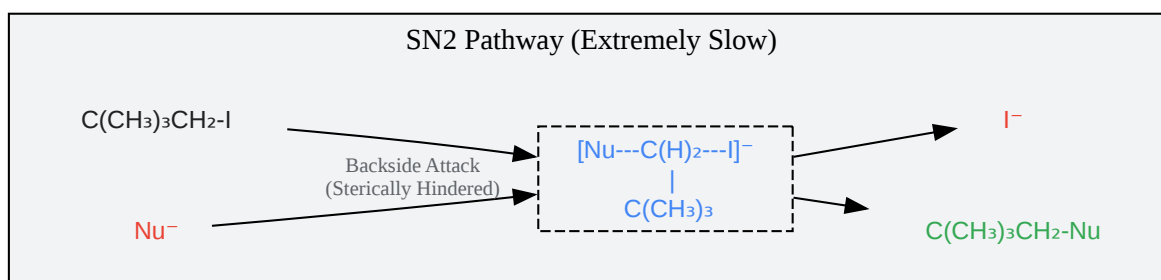 SN2 Pathway (Extremely Slow)
C(CH₃)₃CH₂-I
Backside Attack
(Sterically Hindered)
Nu⁻
[Nu---C(H)₂---I]⁻
|
C(CH₃)₃
I⁻
C(CH₃)₃CH₂-Nu